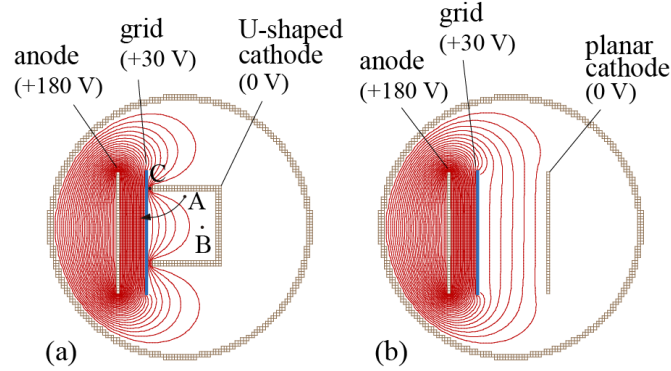 grid
(+30 V)
anode
(+180 V)
U-shaped
cathode
(0 V)
C
A
B
(a)
grid
(+30 V)
anode
(+180 V)
planar
cathode
(0 V)
(b)